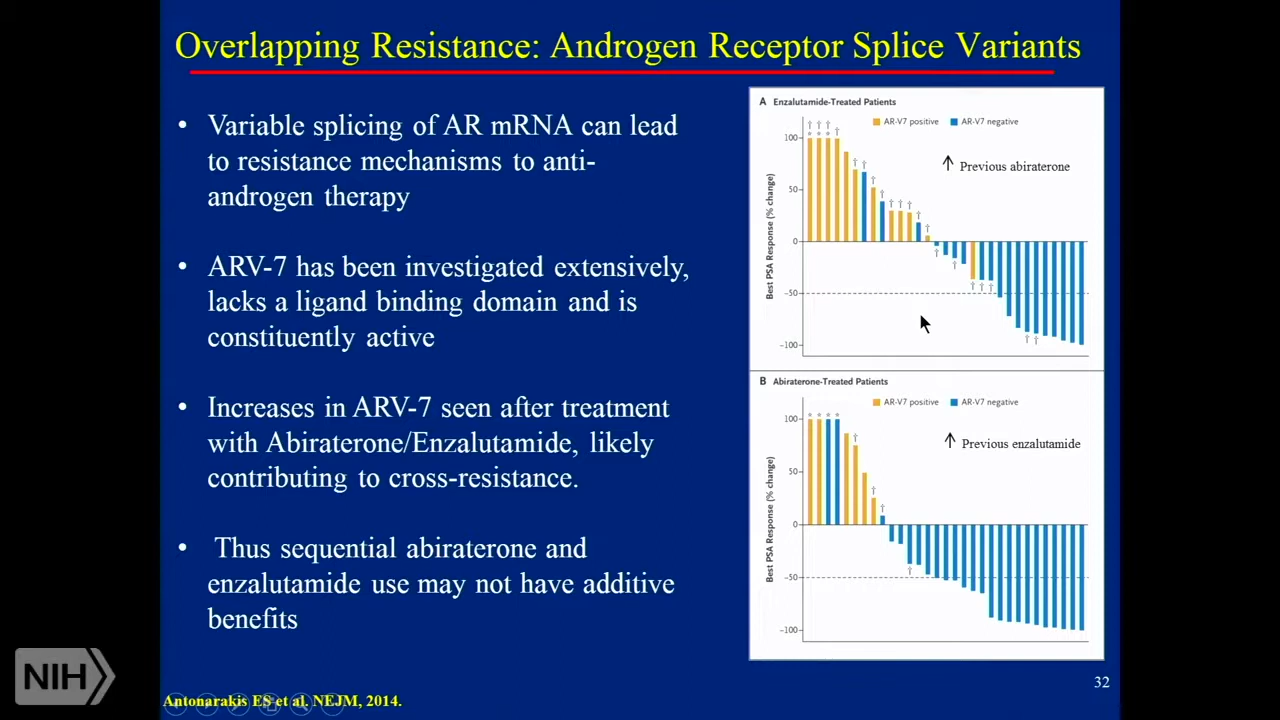 Overlapping Resistance: Androgen Receptor Splice Variants
• Variable splicing of AR mRNA can lead
to resistance mechanisms to anti-
androgen therapy
• ARV-7 has been investigated extensively,
lacks a ligand binding domain and is
constituently active
• Increases in ARV-7 seen after treatment
with Abiraterone/Enzalutamide, likely
contributing to cross-resistance.
• Thus sequential abiraterone and
enzalutamide use may not have additive
benefits
A Enzalutamide-Treated Patients
AR-V7 positive AR-V7 negative
↑ Previous abiraterone
Best PSA Response (% change)
100
50
0
−50
−100
B Abiraterone-Treated Patients
AR-V7 positive AR-V7 negative
↑ Previous enzalutamide
Best PSA Response (% change)
100
50
0
−50
−100
NIH
Antonarakis ES et al. NEJM, 2014.
32